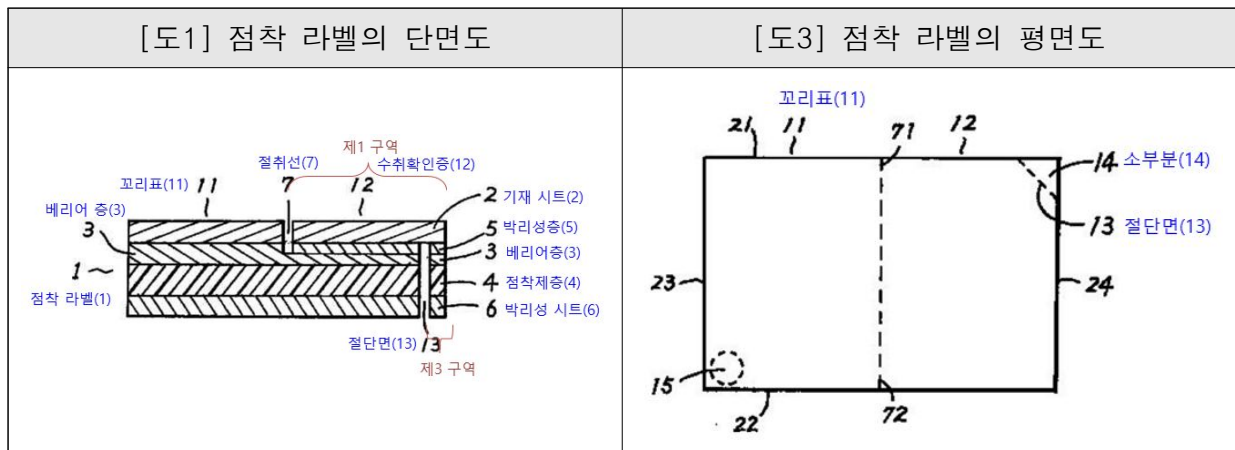 [도1] 점착 라벨의 단면도
[도3] 점착 라벨의 평면도
제1 구역
절취선(7) 수취확인증(12)
꼬리표(11) 11 7 12
2 기재 시트(2)
베리어 층(3)
5 박리성층(5)
3 3 베리어층(3)
1
4 점착제층(4)
점착 라벨(1)
6 박리성 시트(6)
절단면(13) 13
제3 구역
꼬리표(11)
21 11 71 12
14 소부분(14)
13 절단면(13)
23 24
15
22 72